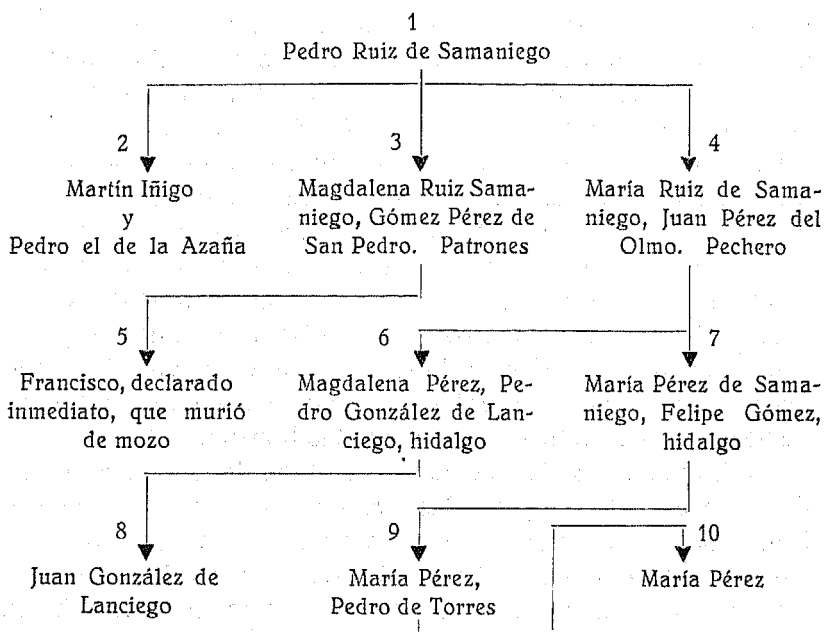 1
Pedro Ruiz de Samaniego
2
Martín Iñigo
y
Pedro el de la Azaña
3
Magdalena Ruiz Sama-
niego, Gómez Pérez de
San Pedro. Patrones
4
María Ruiz de Sama-
niego, Juan Pérez del
Olmo. Pechero
5
Francisco, declarado
inmediato, que murió
de mozo
6
Magdalena Pérez, Pe-
dro González de Lan-
ciego, hidalgo
7
María Pérez de Sama-
niego, Felipe Gómez,
hidalgo
8
Juan González de
Lanciego
9
María Pérez,
Pedro de Torres
10
María Pérez